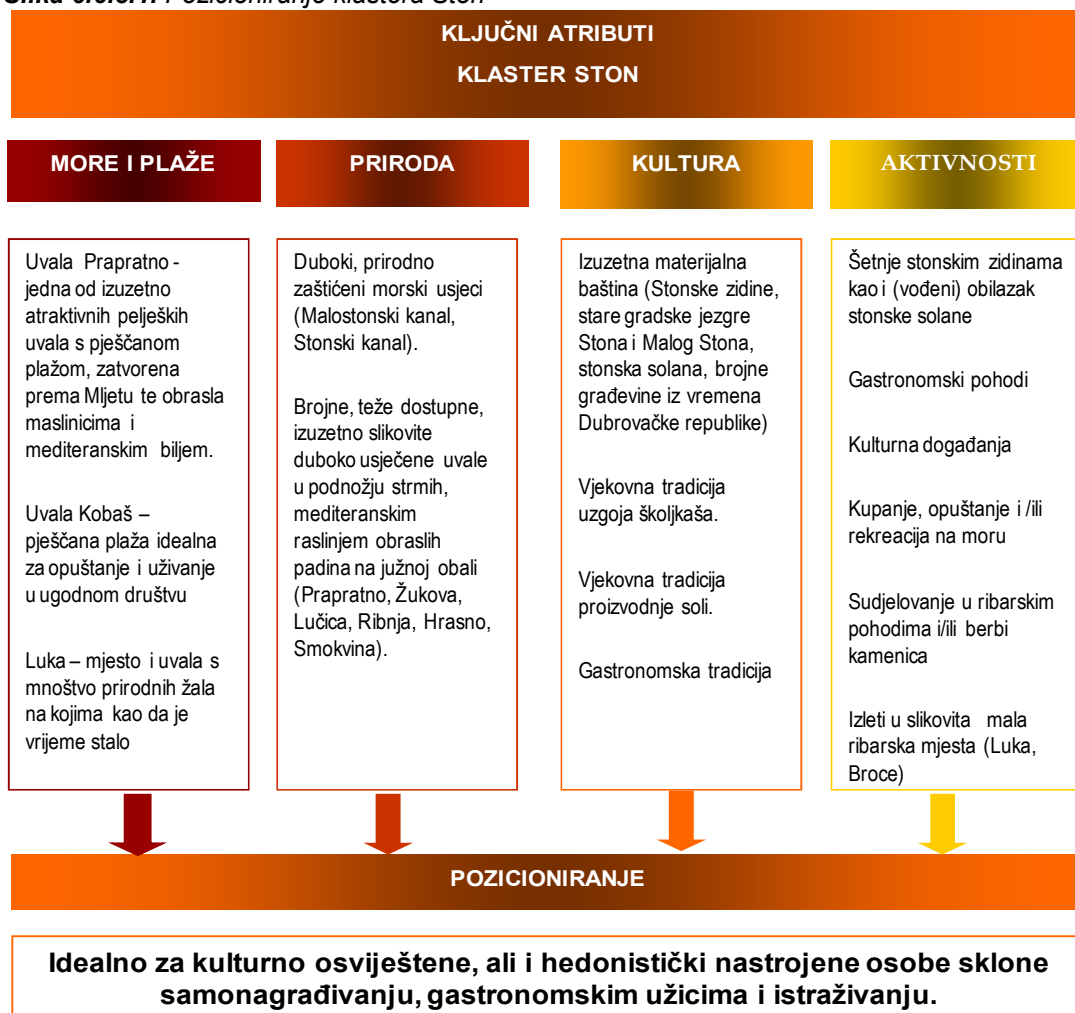 Pozicioniranje klastera Ston
KLJUČNI ATRIBUTI
KLASTER STON
MORE I PLAŽE
Uvala Prapratno -
jedna od izuzetno
atraktivnih peljeških
uvala s pješčanom
plažom, zatvorena
prema Mljetu te obrasla
maslinicima i
mediteranskim biljem.
Uvala Kobaš –
pješčana plaža idealna
za opuštanje i uživanje
u ugodnom društvu
Luka – mjesto i uvala s
mnoštvo prirodnih žala
na kojima kao da je
vrijeme stalo
PRIRODA
Duboki, prirodno
zaštićeni morski usjeci
(Malostonski kanal,
Stonski kanal).
Brojne, teže dostupne,
izuzetno slikovite
duboko usječene uvale
u podnožju strmih,
mediteranskim
raslinjem obraslih
padina na južnoj obali
(Prapratno, Žukova,
Lučica, Ribnja, Hrasno,
Smokvina).
KULTURA
Izuzetna materijalna
baština (Stonske zidine,
stare gradske jezgre
Stona i Malog Stona,
stonska solana, brojne
građevine iz vremena
Dubrovačke republike)
Vjekovna tradicija
uzgoja školjkaša.
Vjekovna tradicija
proizvodnje soli.
Gastronomska tradicija
AKTIVNOSTI
Šetnje stonskim zidinama
kao i (vođeni) obilazak
stonske solane
Gastronomski pohodi
Kulturna događanja
Kupanje, opuštanje i /ili
rekreacija na moru
Sudjelovanje u ribarskim
pohodima i/ili berbi
kamenica
Izleti u slikovita mala
ribarska mjesta (Luka,
Broce)
POZICIONIRANJE
Idealno za kulturno osviještene, ali i hedonistički nastrojene osobe sklone
samonagrađivanju, gastronomskim užicima i istraživanju.